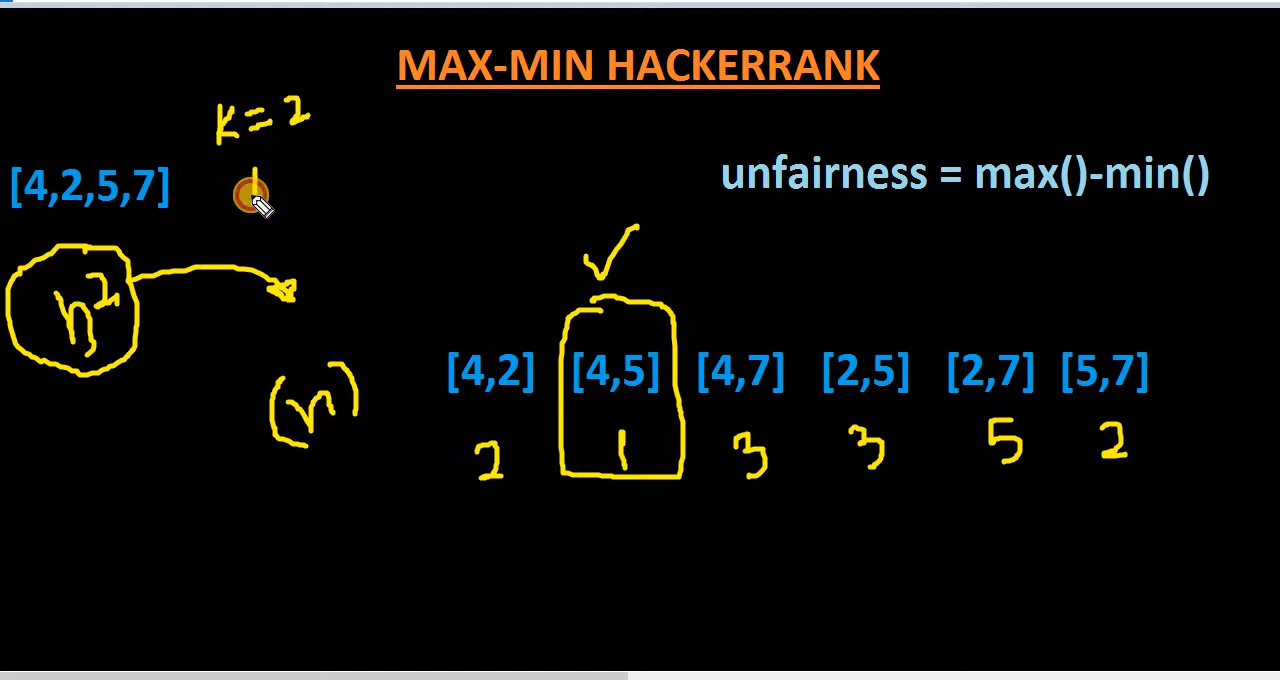 MAX-MIN HACKERRANK
k=2
[4,2,5,7]
unfairness = max()-min()
n²
(n)
[4,2] [4,5] [4,7] [2,5] [2,7] [5,7]
2 1 3 3 5 2